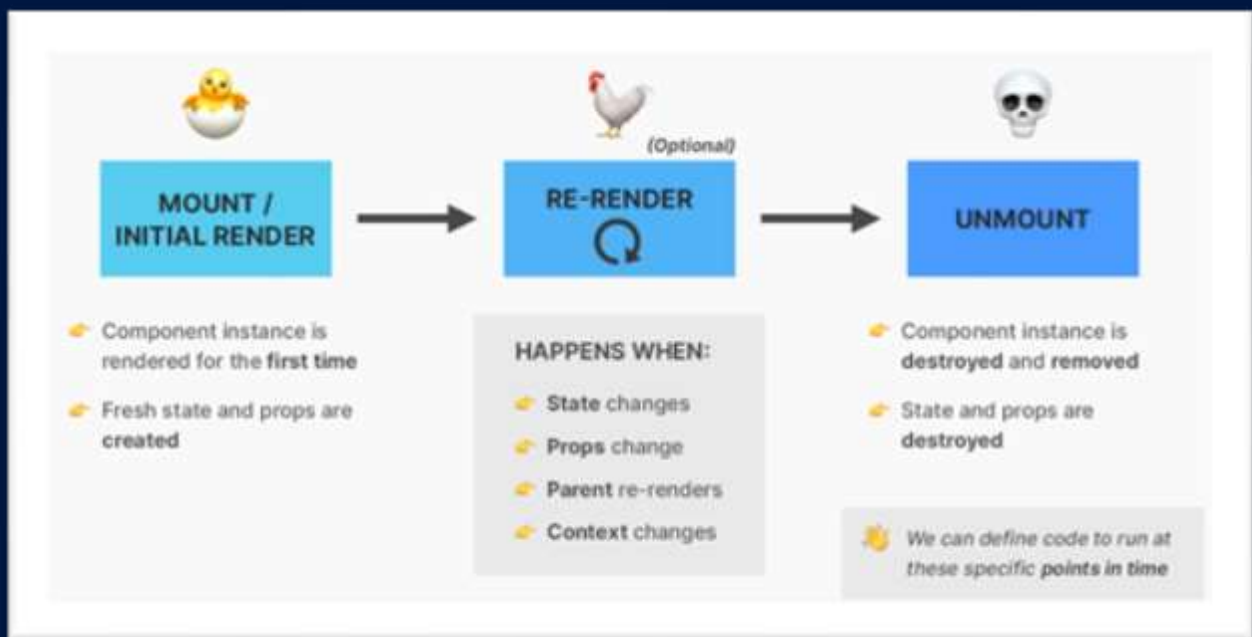 (Optional)
MOUNT /
INITIAL RENDER
RE-RENDER
UNMOUNT
Component instance is
rendered for the first time
Fresh state and props are
created
HAPPENS WHEN:
State changes
Props change
Parent re-renders
Context changes
Component instance is
destroyed and removed
State and props are
destroyed
We can define code to run at
these specific points in time